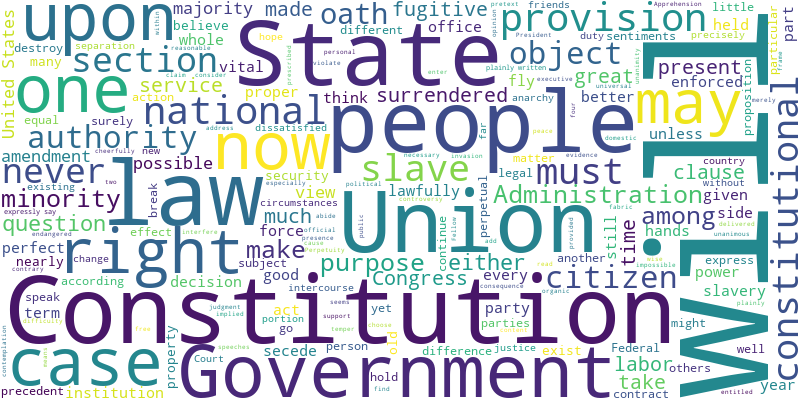 upon
State
majority
made
oath
fugitive
provision
pretext
friends
Apprehension
little
part
believe
different
office
opinion
President
duty
sentiments
held
precisely
particular
United States
destroy
separation
reasonable
whole
section
vital
hope
personal
violate
object
plainly written
unanimity
many
claim
consider
prescribed
enter
executive
universal
present
proposition
one
service
action
proper
think
surrendered
fly
great
anarchy
better
enforced
may
national
people
equal
surely
address
dissatisfied
far
four
peace
domestic
unless
merely
authority
now
necessary
invasion
matter
evidence
amendment
cheerfully
new
possible
security
slave
legal
country
without
clause
never
existing
two
especially
political
view
lawfully
must
minority
law
break
circumstances
controversy
abide
perpetual
Administration
given
among
side
delivered
unanimous
expressly say
endangered
question
effect
interfere
much
force
official
presence
cause
perpetuity
public
continue
fellow
Union
provided
add
still
time
hands
fabric
constitutional
perfect
change
right
subject
make
nearly
contrary
according
decision
good
purpose
either
another
citizen
read
wise
impossible
express
power
plainly
Will
Constitution
intercourse
Congress
every
consequence
organic
slavery
speak
term
difficulty
free
judgment
implied
seems
act
portion
go
support
temper
choose
yet
old
party
parties
contract
might
contemplation
case
means
property
Court
speeches
secede
person
difference
justice
exist
Federal
labor
well
others
precedent
institution
Government
hold
find
take
contract
year
entitled